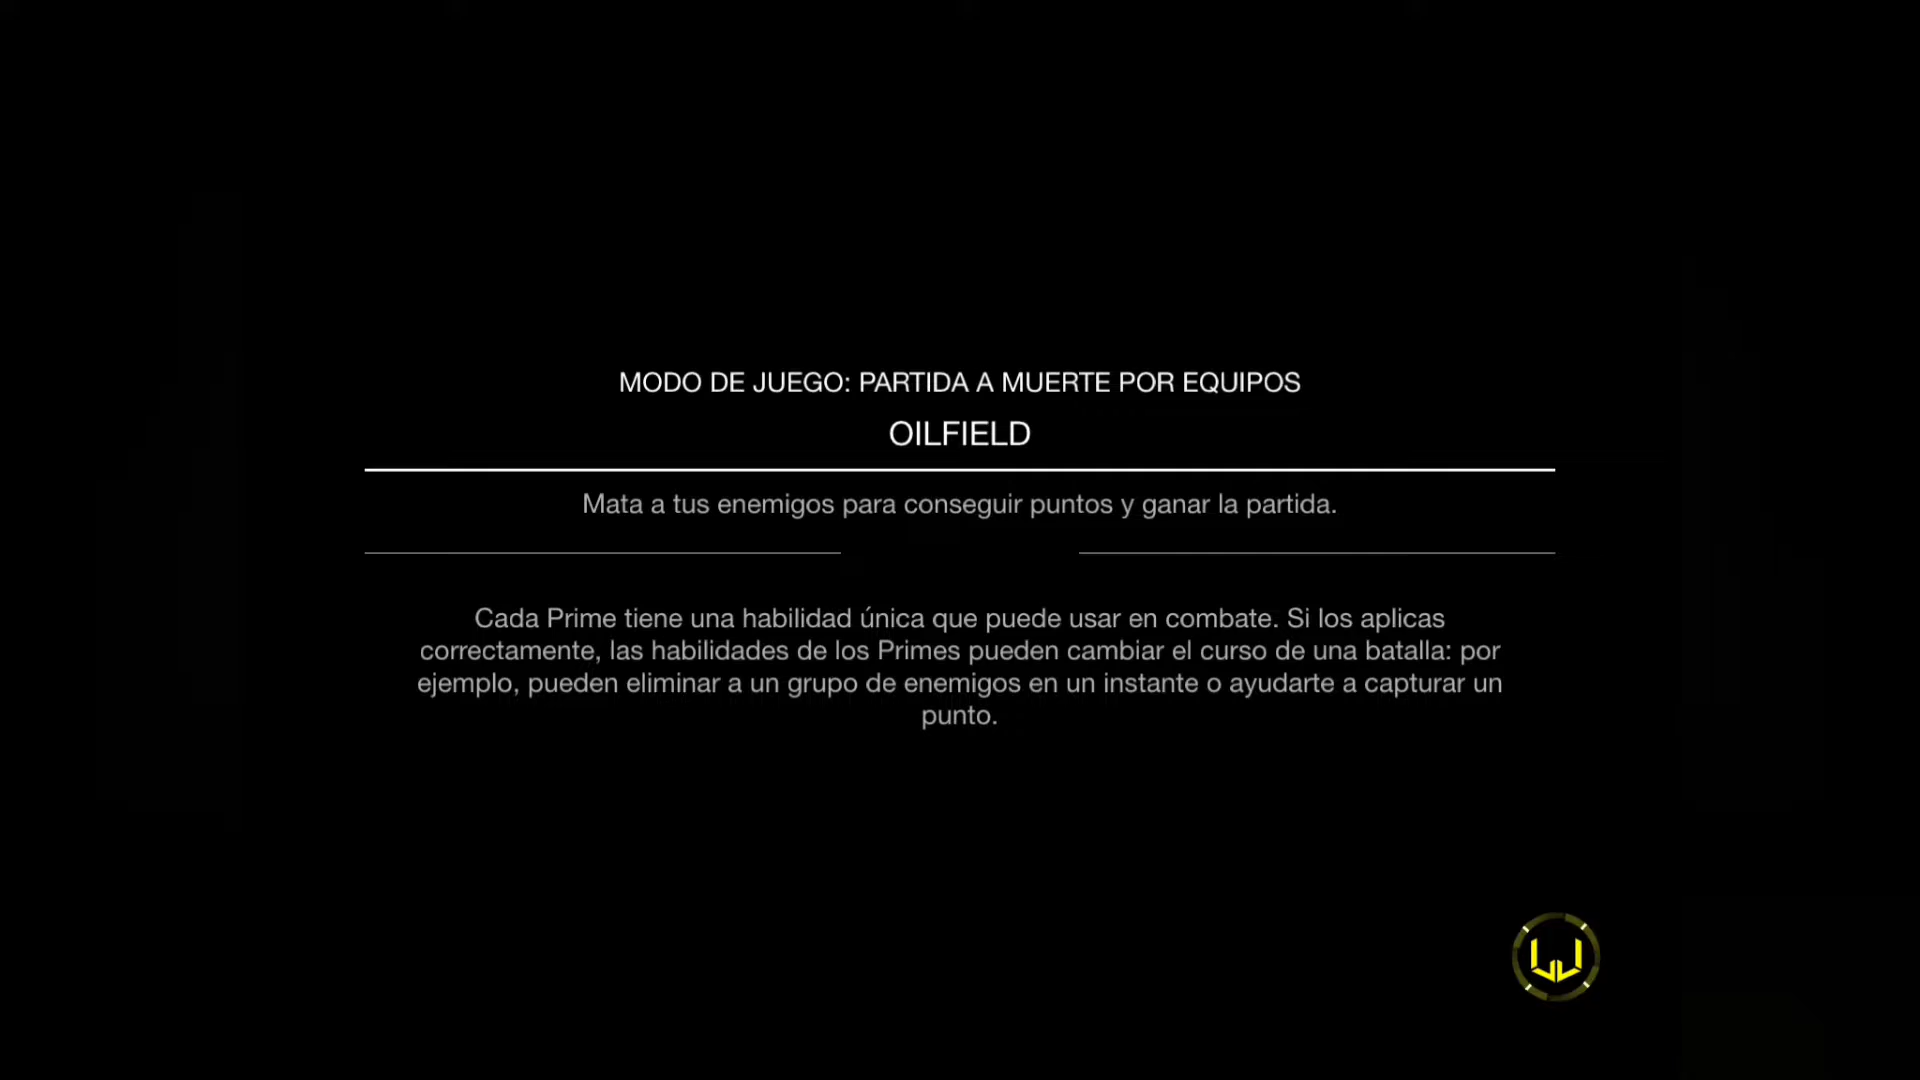 MODO DE JUEGO: PARTIDA A MUERTE POR EQUIPOS
OILFIELD
Mata a tus enemigos para conseguir puntos y ganar la partida.
Cada Prime tiene una habilidad única que puede usar en combate. Si los aplicas
correctamente, las habilidades de los Primes pueden cambiar el curso de una batalla: por
ejemplo, pueden eliminar a un grupo de enemigos en un instante o ayudarte a capturar un
punto.